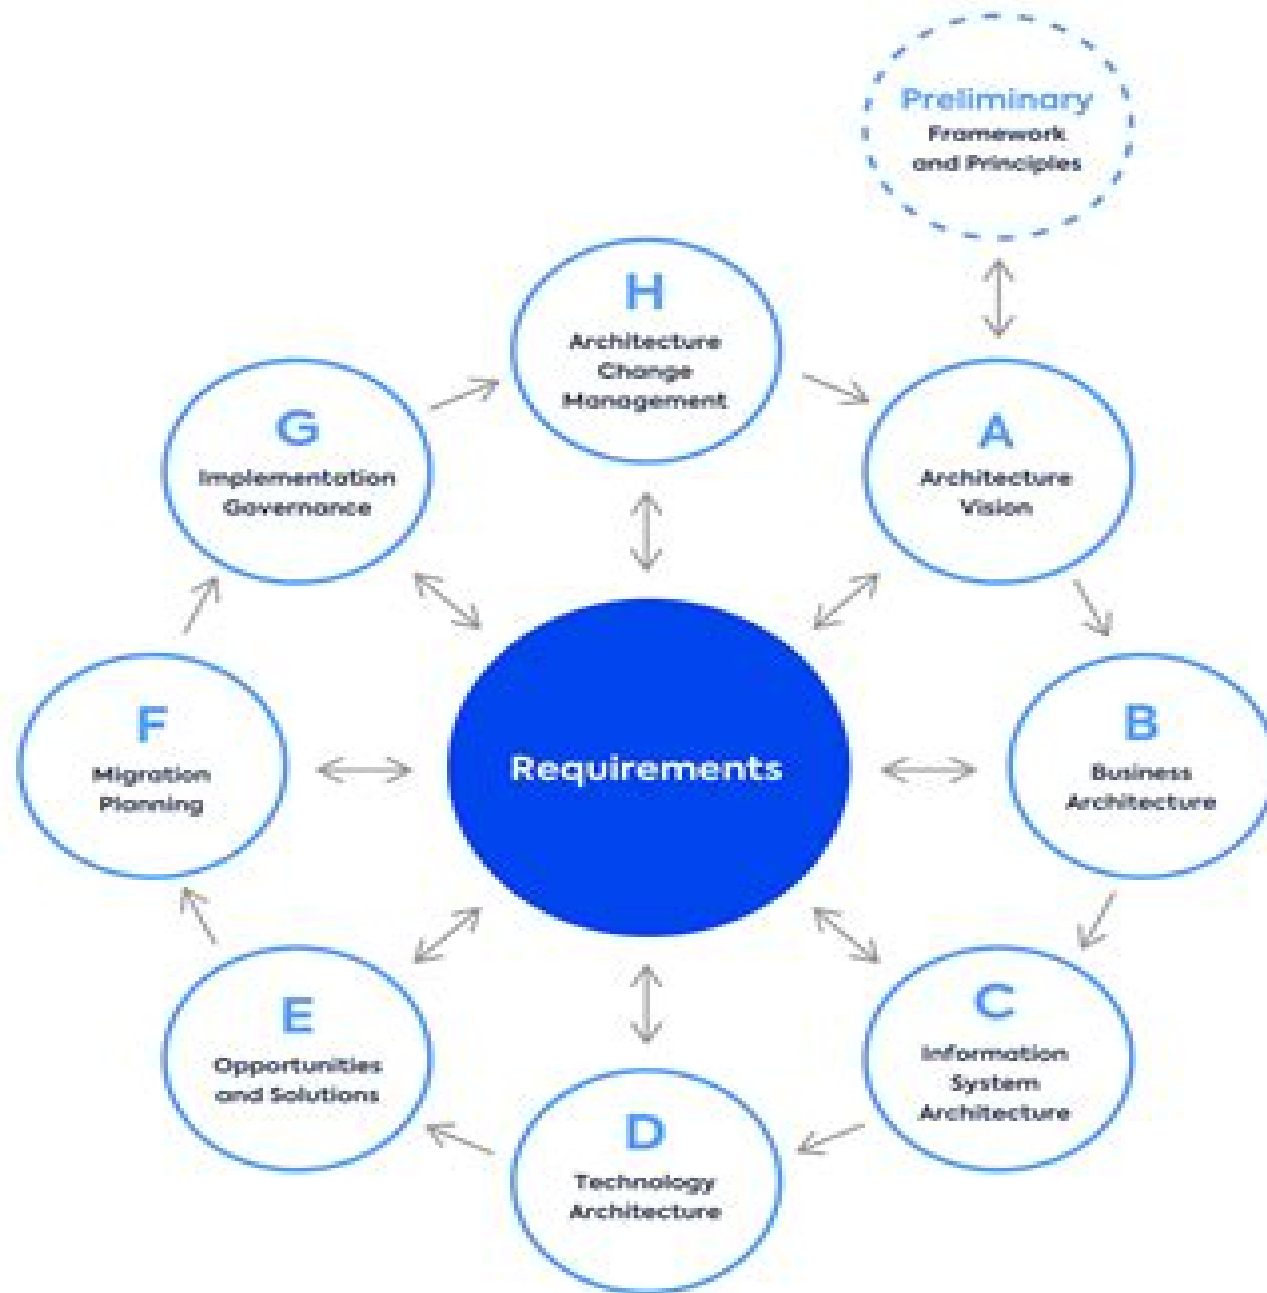 Preliminary
Framework
and Principles
H
Architecture
Change
Management
A
Architecture
Vision
B
Business
Architecture
C
Information
System
Architecture
D
Technology
Architecture
E
Opportunities
and Solutions
F
Migration
Planning
G
Implementation
Governance
Requirements